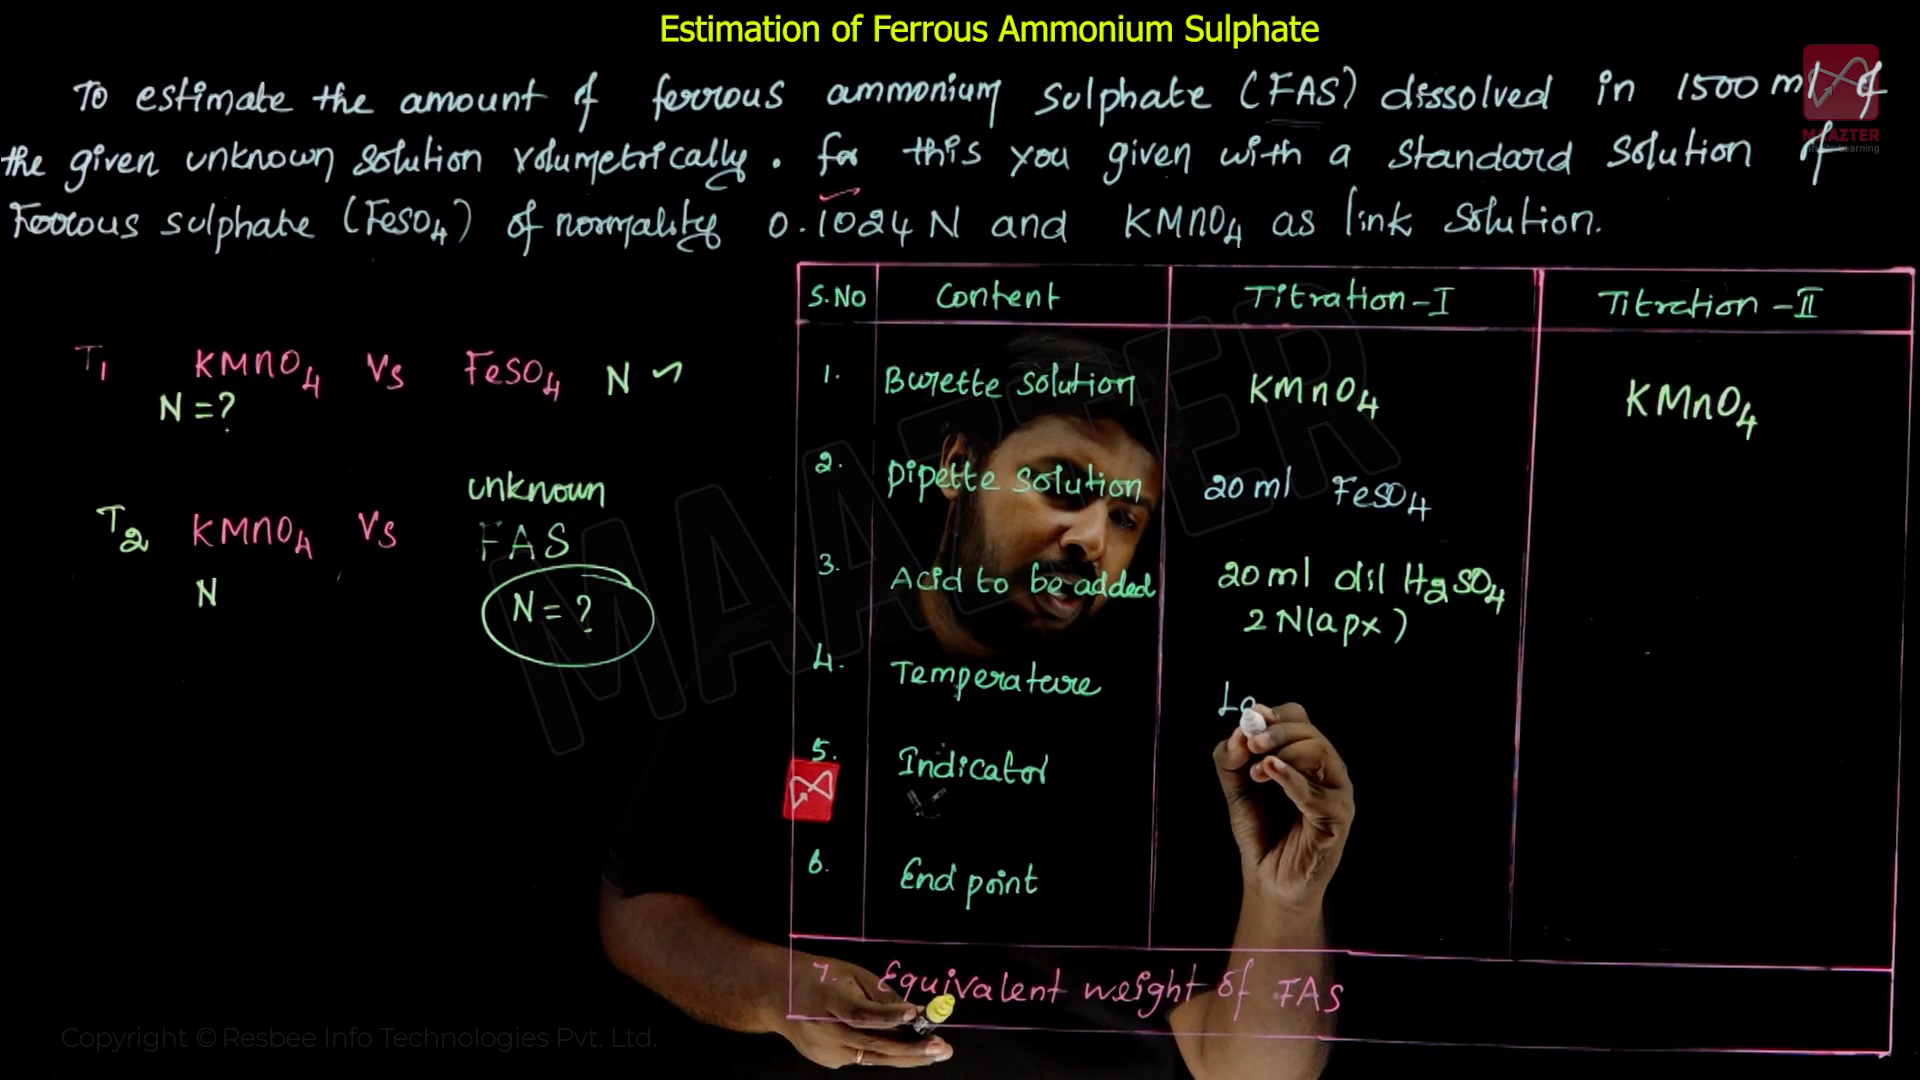 Estimation of Ferrous Ammonium Sulphate
To estimate the amount of ferrous ammonium sulphate (FAS) dissolved in 1500 ml of
the given unknown solution volumetrically. for this you given with a standard solution of
Ferrous sulphate (FeSO4) of normality 0.1024 N and KMnO4 as link solution.
MAAZTER
S.No Content Titration-I Titration-II
T1 KMnO4 Vs FeSO4 N
N = ?
1. Burette solution KMnO4 KMnO4
2. Pipette solution 20 ml FeSO4
unknown
T2 KMnO4 Vs FAS
N N = ?
3. Acid to be added 20 ml dil H2SO4
2 N (apx)
4. Temperature La
5. Indicator
6. End point
7. Equivalent weight of FAS
MAAZTER
Copyright © Resbee Info Technologies Pvt. Ltd.